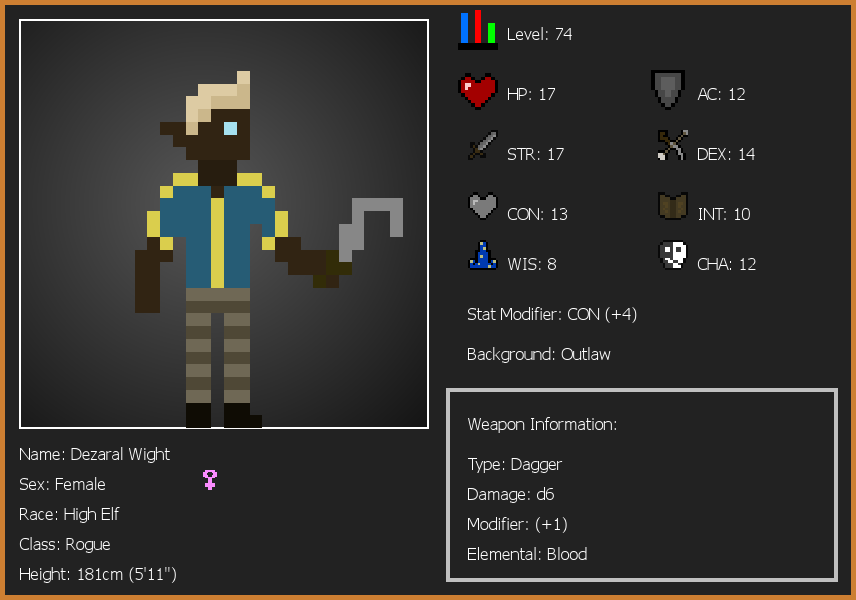 Level: 74
HP: 17
AC: 12
STR: 17
DEX: 14
CON: 13
INT: 10
WIS: 8
CHA: 12
Stat Modifier: CON (+4)
Background: Outlaw
Weapon Information:
Type: Dagger
Damage: d6
Modifier: (+1)
Elemental: Blood
Name: Dezaral Wight
Sex: Female
Race: High Elf
Class: Rogue
Height: 181cm (5'11")